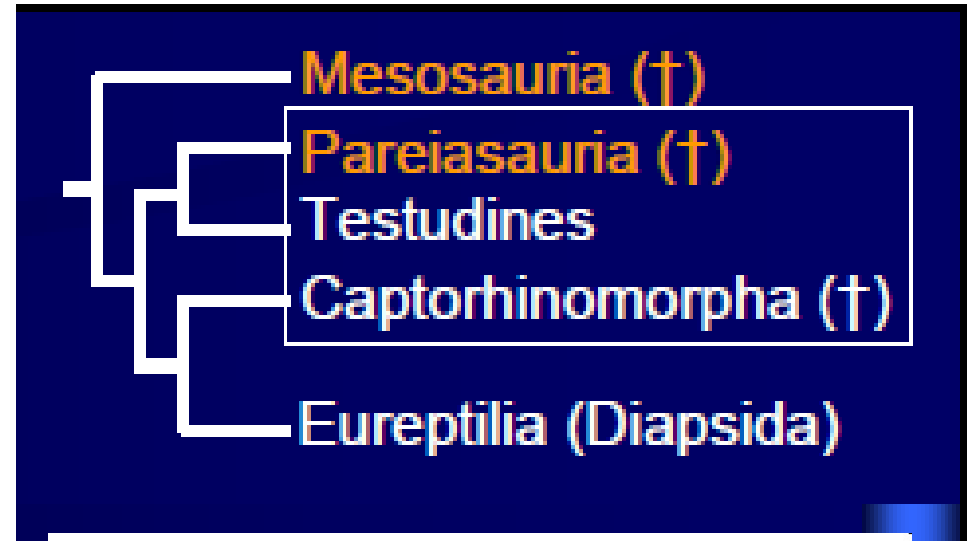 Mesosauria (†)
Pareiasauria (†)
Testudines
Captorhinomorpha (†)
Eureptilia (Diapsida)